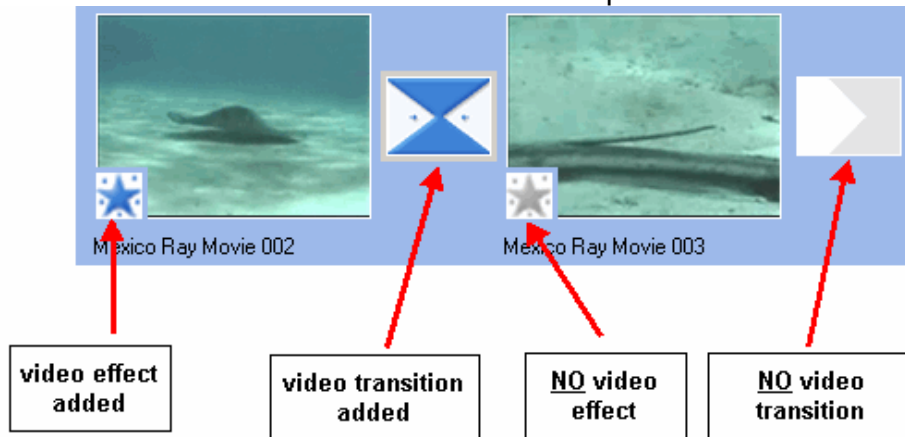 Mexico Ray Movie 002
Mexico Ray Movie 003
video effect
added
video transition
added
NO video
effect
NO video
transition